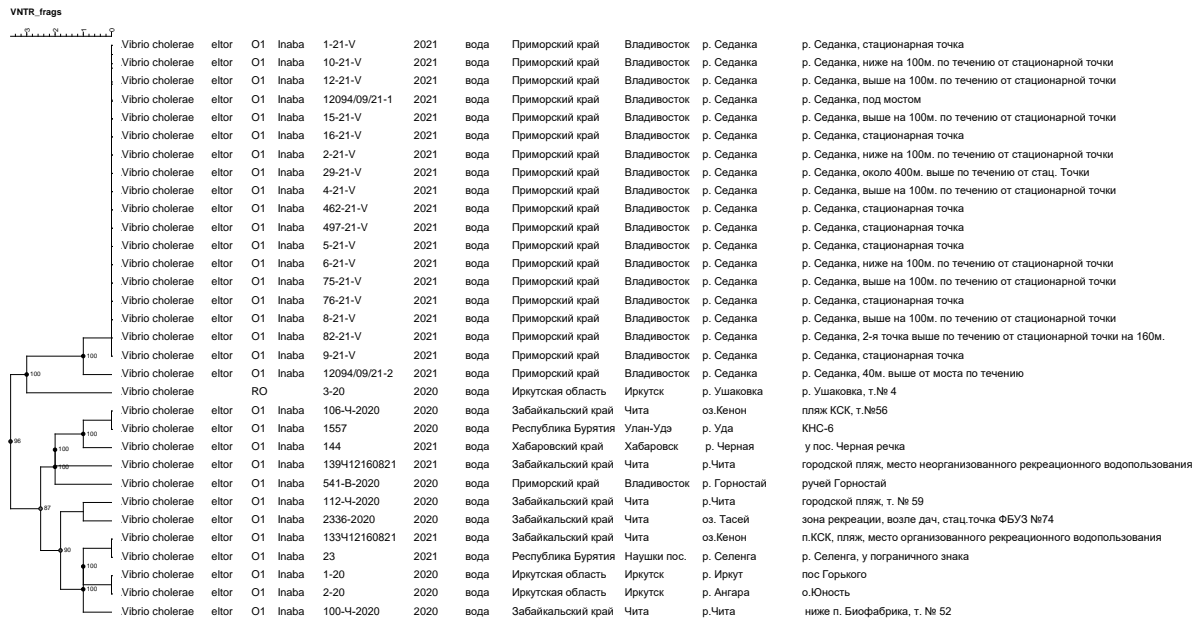 VNTR_frags
3 2 1 0
Vibrio cholerae eltor O1 Inaba 1-21-V 2021 вода Приморский край Владивосток р. Седанка р. Седанка, стационарная точка
Vibrio cholerae eltor O1 Inaba 10-21-V 2021 вода Приморский край Владивосток р. Седанка р. Седанка, ниже на 100м. по течению от стационарной точки
Vibrio cholerae eltor O1 Inaba 12-21-V 2021 вода Приморский край Владивосток р. Седанка р. Седанка, выше на 100м. по течению от стационарной точки
Vibrio cholerae eltor O1 Inaba 12094/09/21-1 2021 вода Приморский край Владивосток р. Седанка р. Седанка, под мостом
Vibrio cholerae eltor O1 Inaba 15-21-V 2021 вода Приморский край Владивосток р. Седанка р. Седанка, выше на 100м. по течению от стационарной точки
Vibrio cholerae eltor O1 Inaba 16-21-V 2021 вода Приморский край Владивосток р. Седанка р. Седанка, стационарная точка
Vibrio cholerae eltor O1 Inaba 2-21-V 2021 вода Приморский край Владивосток р. Седанка р. Седанка, ниже на 100м. по течению от стационарной точки
Vibrio cholerae eltor O1 Inaba 29-21-V 2021 вода Приморский край Владивосток р. Седанка р. Седанка, около 400м. выше по течению от стац. Точки
Vibrio cholerae eltor O1 Inaba 4-21-V 2021 вода Приморский край Владивосток р. Седанка р. Седанка, выше на 100м. по течению от стационарной точки
Vibrio cholerae eltor O1 Inaba 462-21-V 2021 вода Приморский край Владивосток р. Седанка р. Седанка, стационарная точка
Vibrio cholerae eltor O1 Inaba 497-21-V 2021 вода Приморский край Владивосток р. Седанка р. Седанка, стационарная точка
Vibrio cholerae eltor O1 Inaba 5-21-V 2021 вода Приморский край Владивосток р. Седанка р. Седанка, стационарная точка
Vibrio cholerae eltor O1 Inaba 6-21-V 2021 вода Приморский край Владивосток р. Седанка р. Седанка, ниже на 100м. по течению от стационарной точки
Vibrio cholerae eltor O1 Inaba 75-21-V 2021 вода Приморский край Владивосток р. Седанка р. Седанка, выше на 100м. по течению от стационарной точки
Vibrio cholerae eltor O1 Inaba 76-21-V 2021 вода Приморский край Владивосток р. Седанка р. Седанка, стационарная точка
Vibrio cholerae eltor O1 Inaba 8-21-V 2021 вода Приморский край Владивосток р. Седанка р. Седанка, выше на 100м. по течению от стационарной точки
Vibrio cholerae eltor O1 Inaba 82-21-V 2021 вода Приморский край Владивосток р. Седанка р. Седанка, 2-я точка выше по течению от стационарной точки на 160м.
100 Vibrio cholerae eltor O1 Inaba 9-21-V 2021 вода Приморский край Владивосток р. Седанка р. Седанка, стационарная точка
100 Vibrio cholerae eltor O1 Inaba 12094/09/21-2 2021 вода Приморский край Владивосток р. Седанка р. Седанка, 40м. выше от моста по течению
Vibrio cholerae RO 3-20 2020 вода Иркутская область Иркутск р. Ушаковка р. Ушаковка, т.№ 4
Vibrio cholerae eltor O1 Inaba 106-Ч-2020 2020 вода Забайкальский край Чита оз.Кенон пляж КСК, т.№56
100 Vibrio cholerae eltor O1 Inaba 1557 2020 вода Республика Бурятия Улан-Удэ р. Уда КНС-6
96 100 Vibrio cholerae eltor O1 Inaba 144 2021 вода Хабаровский край Хабаровск р. Черная у пос. Черная речка
100 Vibrio cholerae eltor O1 Inaba 139Ч12160821 2021 вода Забайкальский край Чита р.Чита городской пляж, место неорганизованного рекреационного водопользования
Vibrio cholerae eltor O1 Inaba 541-В-2020 2020 вода Приморский край Владивосток р. Горностай ручей Горностай
87 Vibrio cholerae eltor O1 Inaba 112-Ч-2020 2020 вода Забайкальский край Чита р.Чита городской пляж, т. № 59
Vibrio cholerae eltor O1 Inaba 2336-2020 2020 вода Забайкальский край Чита оз. Тасей зона рекреации, возле дач, стац.точка ФБУЗ №74
Vibrio cholerae eltor O1 Inaba 133Ч12160821 2021 вода Забайкальский край Чита оз.Кенон п.КСК, пляж, место организованного рекреационного водопользования
90 100 Vibrio cholerae eltor O1 Inaba 23 2021 вода Республика Бурятия Наушки пос. р. Селенга р. Селенга, у пограничного знака
Vibrio cholerae eltor O1 Inaba 1-20 2020 вода Иркутская область Иркутск р. Иркут пос Горького
100 Vibrio cholerae eltor O1 Inaba 2-20 2020 вода Иркутская область Иркутск р. Ангара о.Юность
Vibrio cholerae eltor O1 Inaba 100-Ч-2020 2020 вода Забайкальский край Чита р.Чита ниже п. Биофабрика, т. № 52